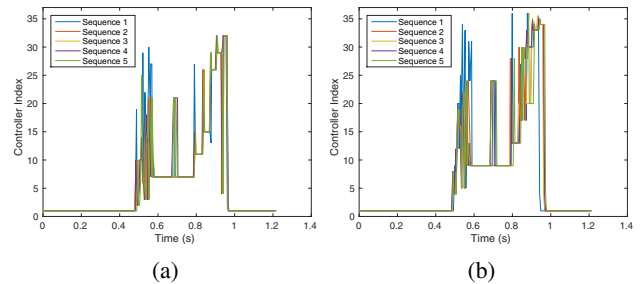 Sequence 1
Sequence 2
Sequence 3
Sequence 4
Sequence 5
Controller Index
35
30
25
20
15
10
5
0
0 0.2 0.4 0.6 0.8 1 1.2 1.4
Time (s)
(a)
Sequence 1
Sequence 2
Sequence 3
Sequence 4
Sequence 5
Controller Index
35
30
25
20
15
10
5
0
0 0.2 0.4 0.6 0.8 1 1.2 1.4
Time (s)
(b)